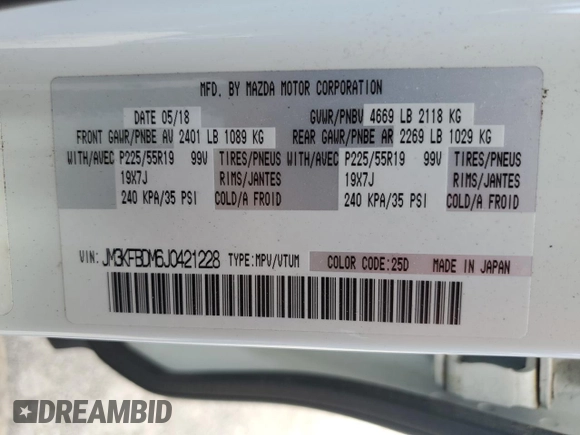 MFD. BY MAZDA MOTOR CORPORATION
DATE 05/18 GVWR/PNBV 4669 LB 2118 KG
FRONT GAWR/PNBE AV 2401 LB 1089 KG REAR GAWR/PNBE AR 2269 LB 1029 KG
WITH/AVEC P225/55R19 99V TIRES/PNEUS WITH/AVEC P225/55R19 99V TIRES/PNEUS
19X7J RIMS/JANTES 19X7J RIMS/JANTES
240 KPA/35 PSI COLD/A FROID 240 KPA/35 PSI COLD/A FROID
VIN: JM3KFBDM6J0421228 TYPE:MPV/VTUM COLOR CODE:25D MADE IN JAPAN
DREAMBID